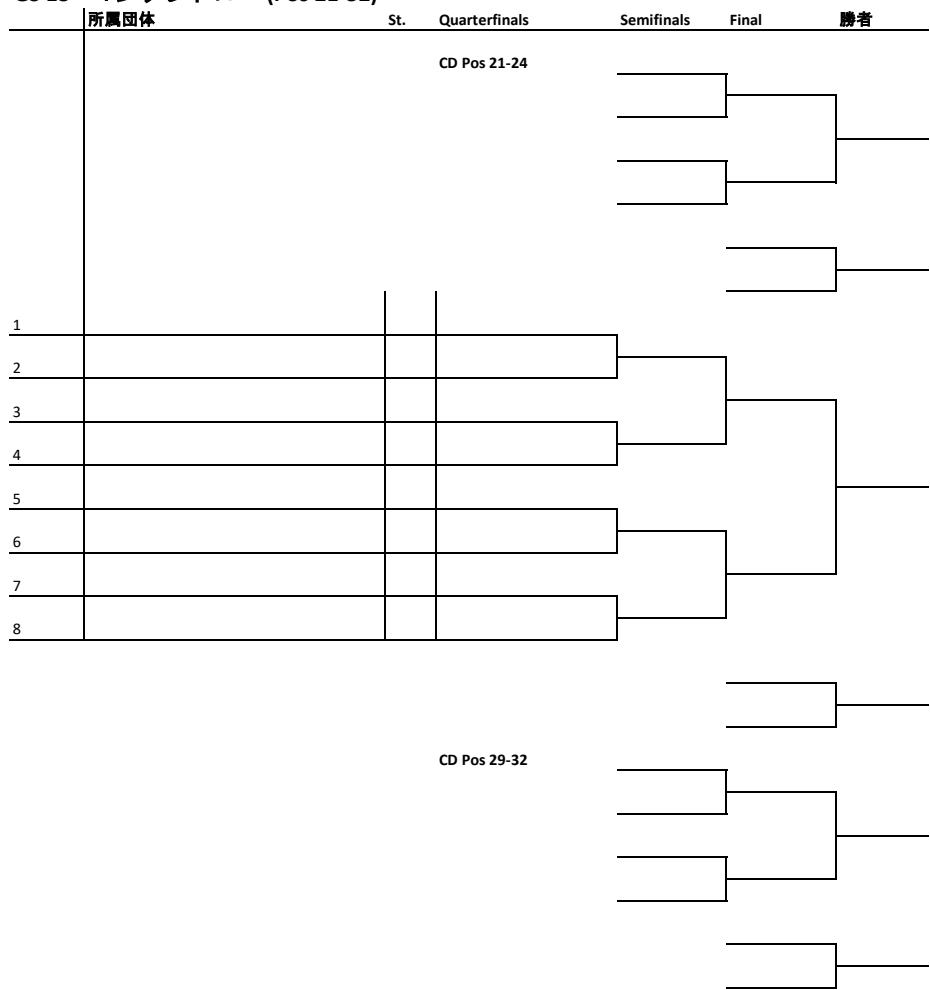 所属団体 St. Quarterfinals Semifinals Final 勝者
CD Pos 21-24
1
2
3
4
5
6
7
8
CD Pos 29-32